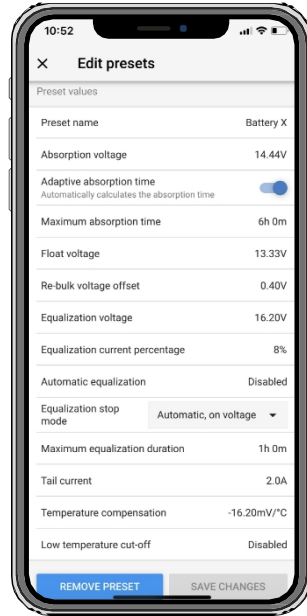 10:52
× Edit presets
Preset values
Preset name Battery X
Absorption voltage 14.44V
Adaptive absorption time
Automatically calculates the absorption time
Maximum absorption time 6h 0m
Float voltage 13.33V
Re-bulk voltage offset 0.40V
Equalization voltage 16.20V
Equalization current percentage 8%
Automatic equalization Disabled
Equalization stop
mode Automatic, on voltage
Maximum equalization duration 1h 0m
Tail current 2.0A
Temperature compensation -16.20mV/°C
Low temperature cut-off Disabled
REMOVE PRESET SAVE CHANGES